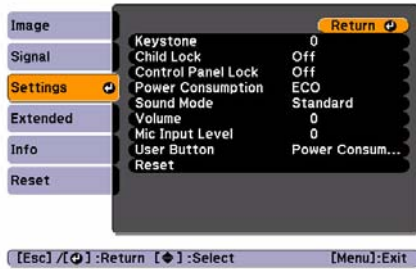 Image
Signal
Settings
Extended
Info
Reset
Return
Keystone 0
Child Lock Off
Control Panel Lock Off
Power Consumption ECO
Sound Mode Standard
Volume 0
Mic Input Level 0
User Button Power Consum...
Reset
[Esc] /[ ] :Return [ ] :Select [Menu]:Exit